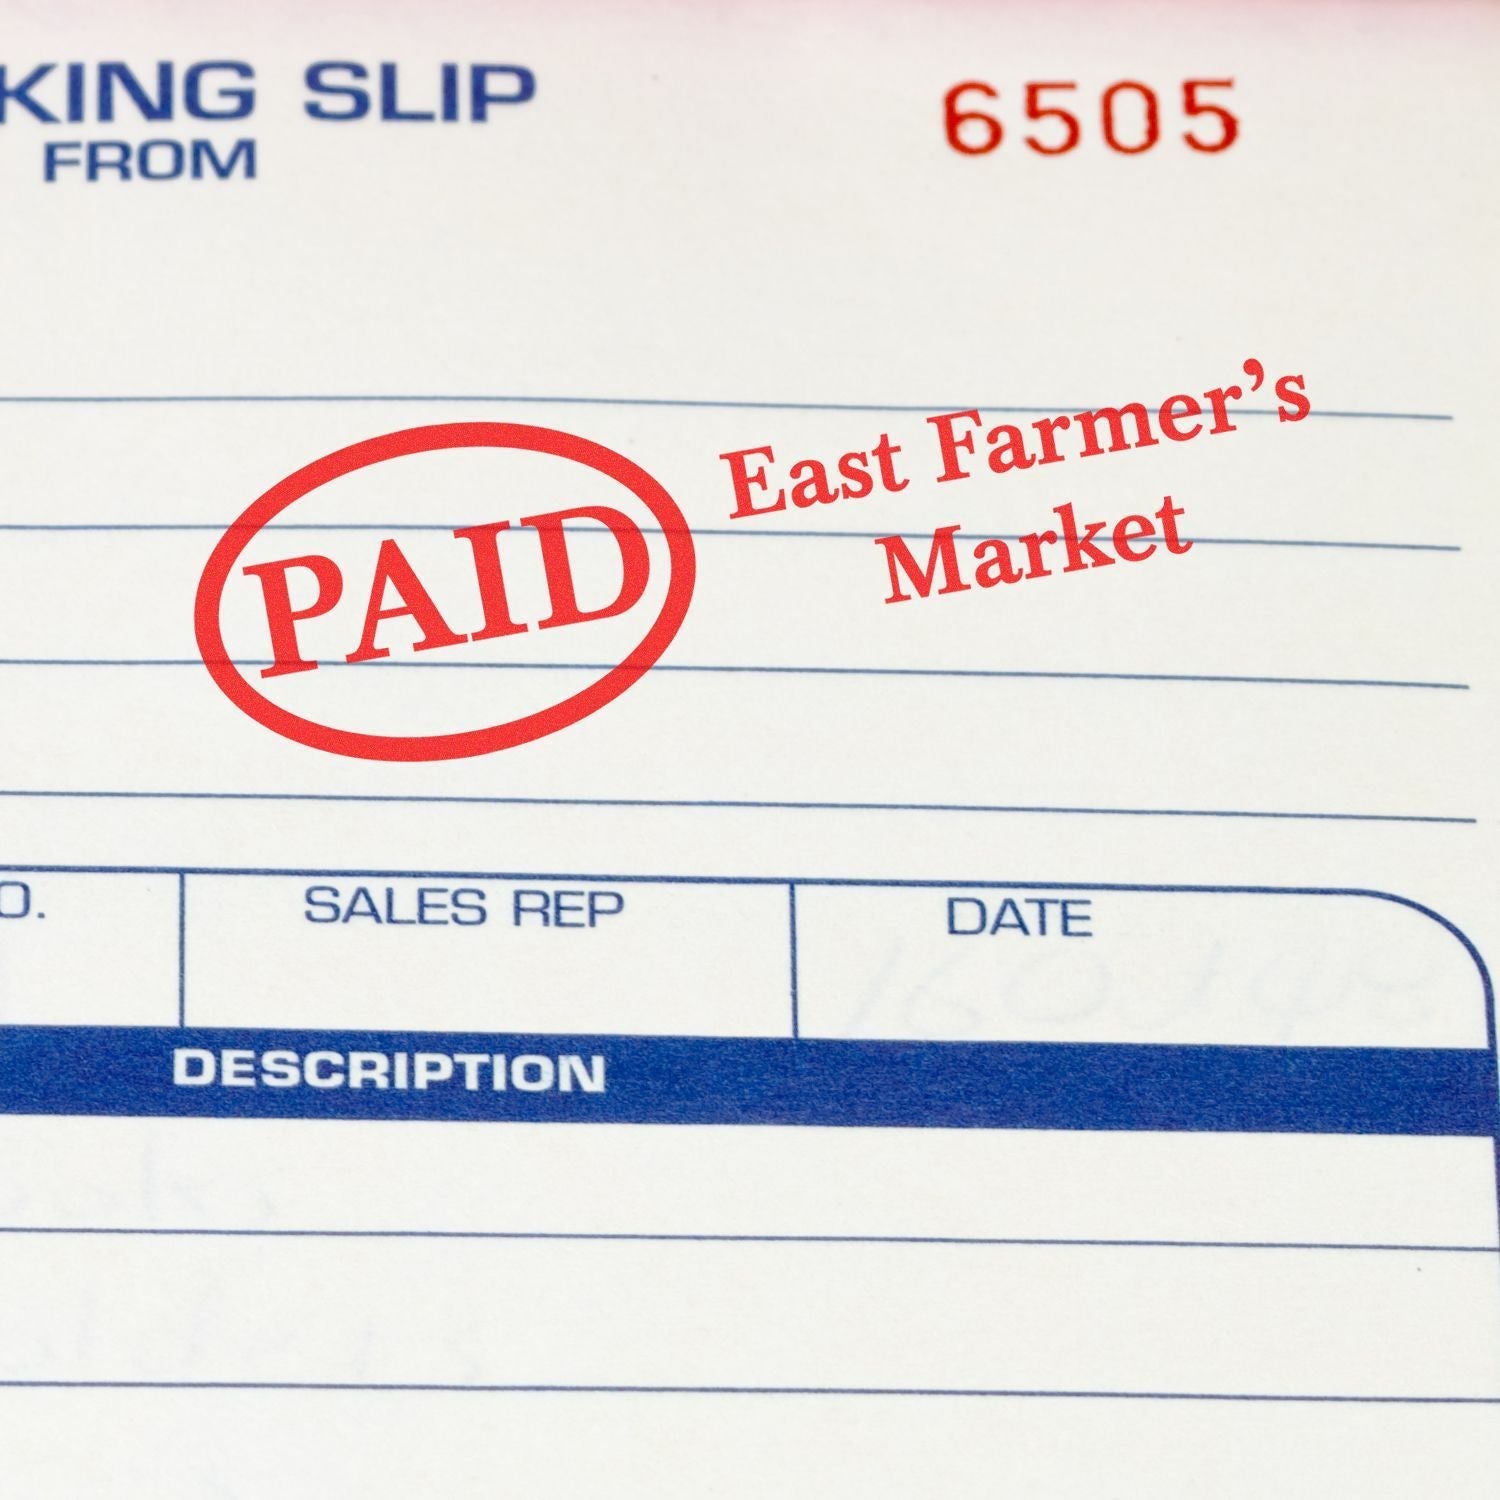 KING SLIP
FROM
6505
PAID
East Farmer’s
Market
O.
SALES REP
DATE
DESCRIPTION